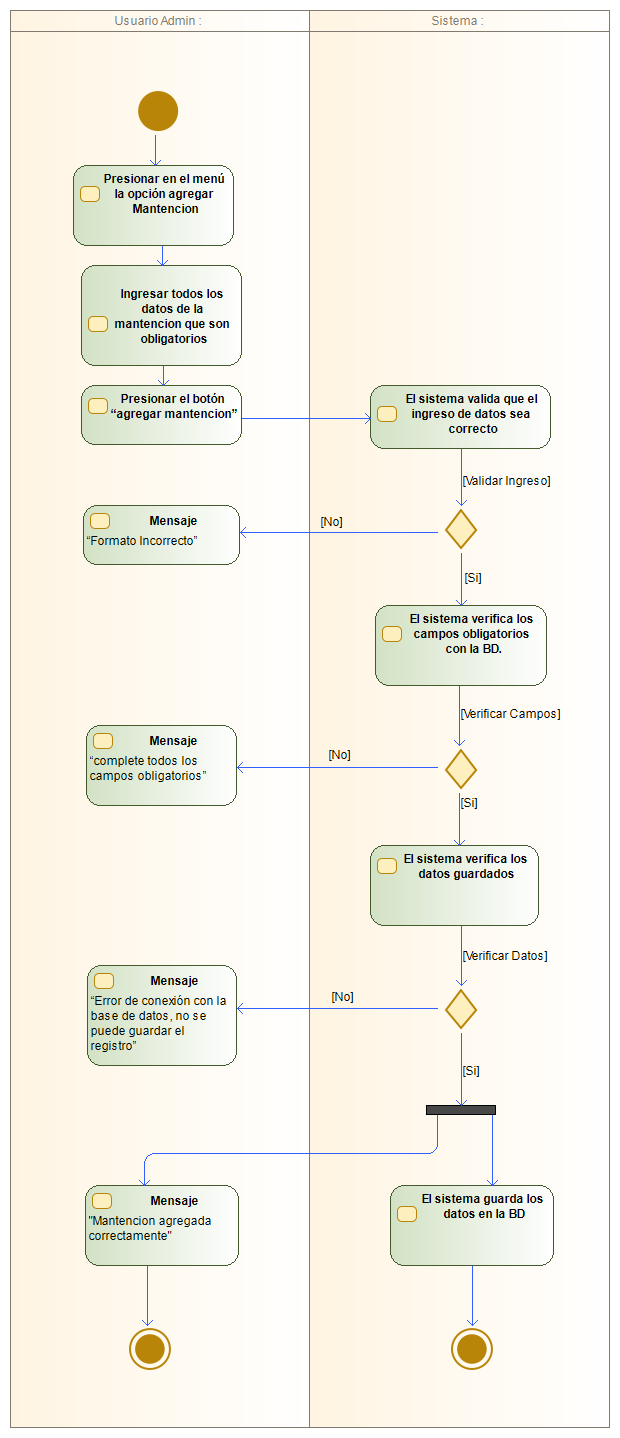 Usuario Admin :
Sistema :
Presionar en el menú
la opción agregar
Mantencion
Ingresar todos los
datos de la
mantencion que son
obligatorios
Presionar el botón
“agregar mantencion”
El sistema valida que el
ingreso de datos sea
correcto
[Validar Ingreso]
[No]
Mensaje
“Formato Incorrecto”
[Si]
El sistema verifica los
campos obligatorios
con la BD.
[Verificar Campos]
[No]
Mensaje
“complete todos los
campos obligatorios”
[Si]
El sistema verifica los
datos guardados
[Verificar Datos]
[No]
Mensaje
“Error de conexión con la
base de datos, no se
puede guardar el
registro”
[Si]
Mensaje
"Mantencion agregada
correctamente"
El sistema guarda los
datos en la BD